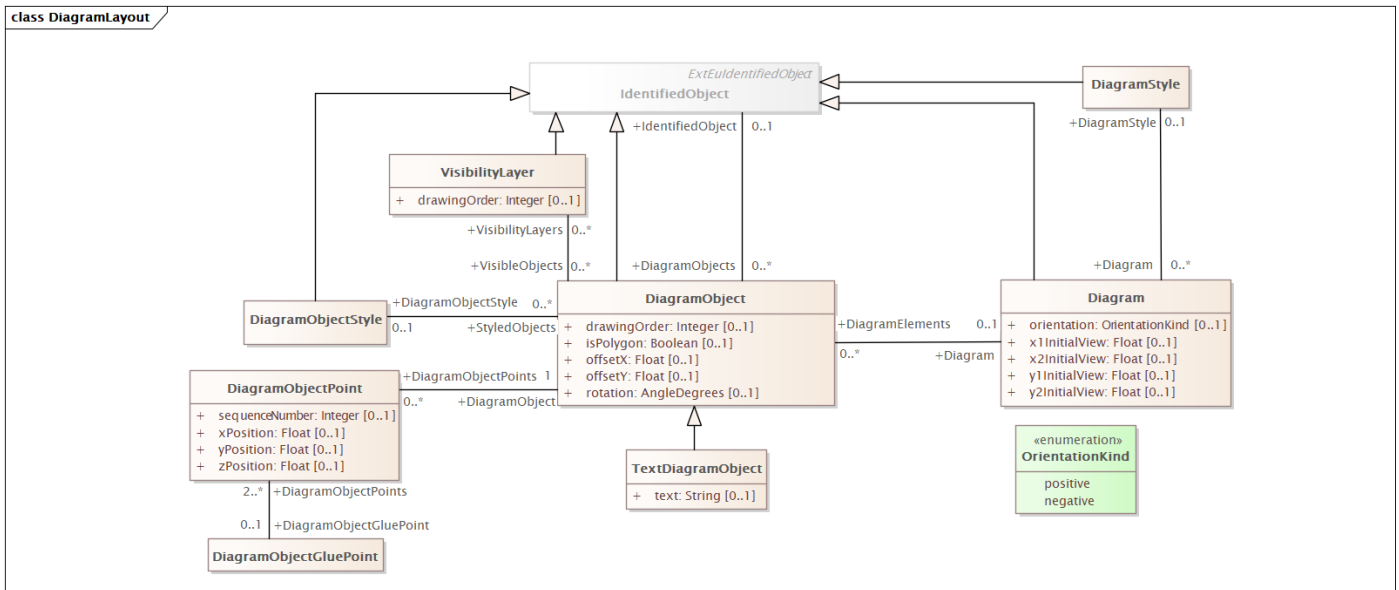 class DiagramLayout
ExtEuIdentifiedObject
IdentifiedObject
DiagramStyle
+IdentifiedObject 0..1
+DiagramStyle 0..1
VisibilityLayer
+ drawingOrder: Integer [0..1]
+VisibilityLayers 0..*
+VisibleObjects 0..*
+DiagramObjects 0..*
+Diagram 0..*
DiagramObjectStyle
+DiagramObjectStyle 0..*
0..1 +StyledObjects
DiagramObject
+ drawingOrder: Integer [0..1]
+ isPolygon: Boolean [0..1]
+ offsetX: Float [0..1]
+ offsetY: Float [0..1]
+ rotation: AngleDegrees [0..1]
+DiagramElements 0..1
0..* +Diagram
Diagram
+ orientation: OrientationKind [0..1]
+ x1InitialView: Float [0..1]
+ x2InitialView: Float [0..1]
+ y1InitialView: Float [0..1]
+ y2InitialView: Float [0..1]
DiagramObjectPoint
+ sequenceNumber: Integer [0..1]
+ xPosition: Float [0..1]
+ yPosition: Float [0..1]
+ zPosition: Float [0..1]
+DiagramObjectPoints 1
0..* +DiagramObject
TextDiagramObject
+ text: String [0..1]
«enumeration»
OrientationKind
positive
negative
2..* +DiagramObjectPoints
0..1 +DiagramObjectGluePoint
DiagramObjectGluePoint